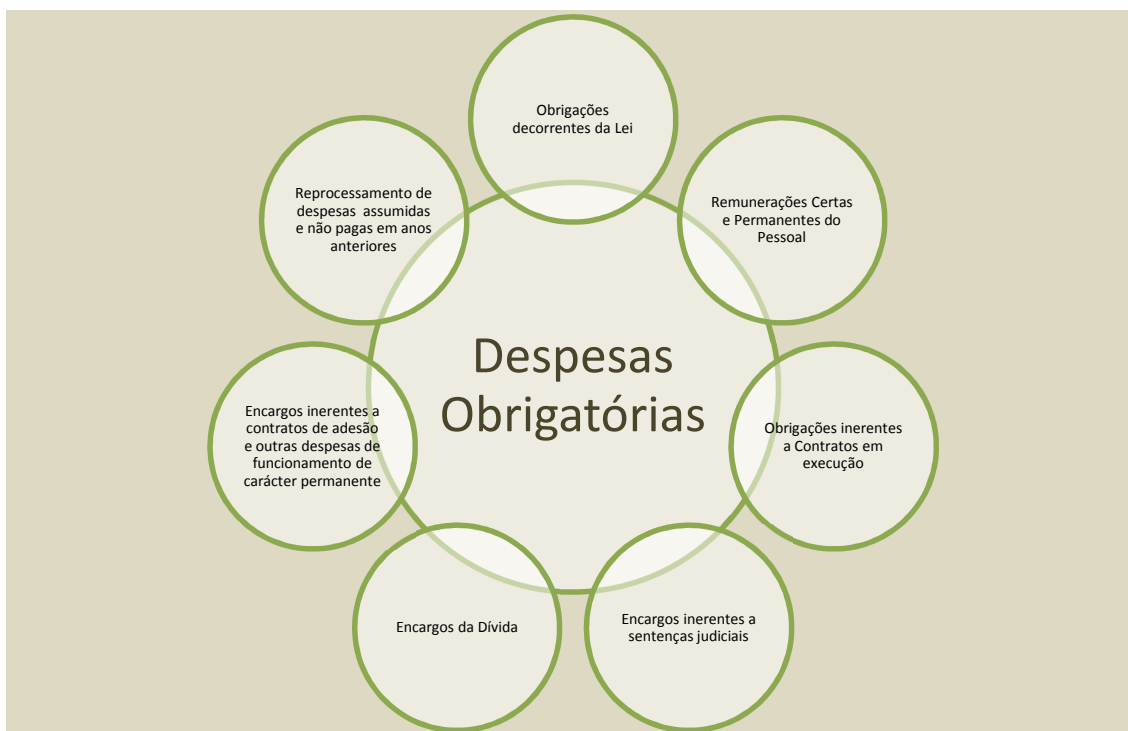 Obrigações
decorrentes da Lei
Remunerações Certas
e Permanentes do
Pessoal
Obrigações inerentes
a Contratos em
execução
Encargos inerentes a
sentenças judiciais
Encargos da Dívida
Encargos inerentes a
contratos de adesão
e outras despesas de
funcionamento de
carácter permanente
Reprocessamento de
despesas assumidas
e não pagas em anos
anteriores
Despesas
Obrigatórias